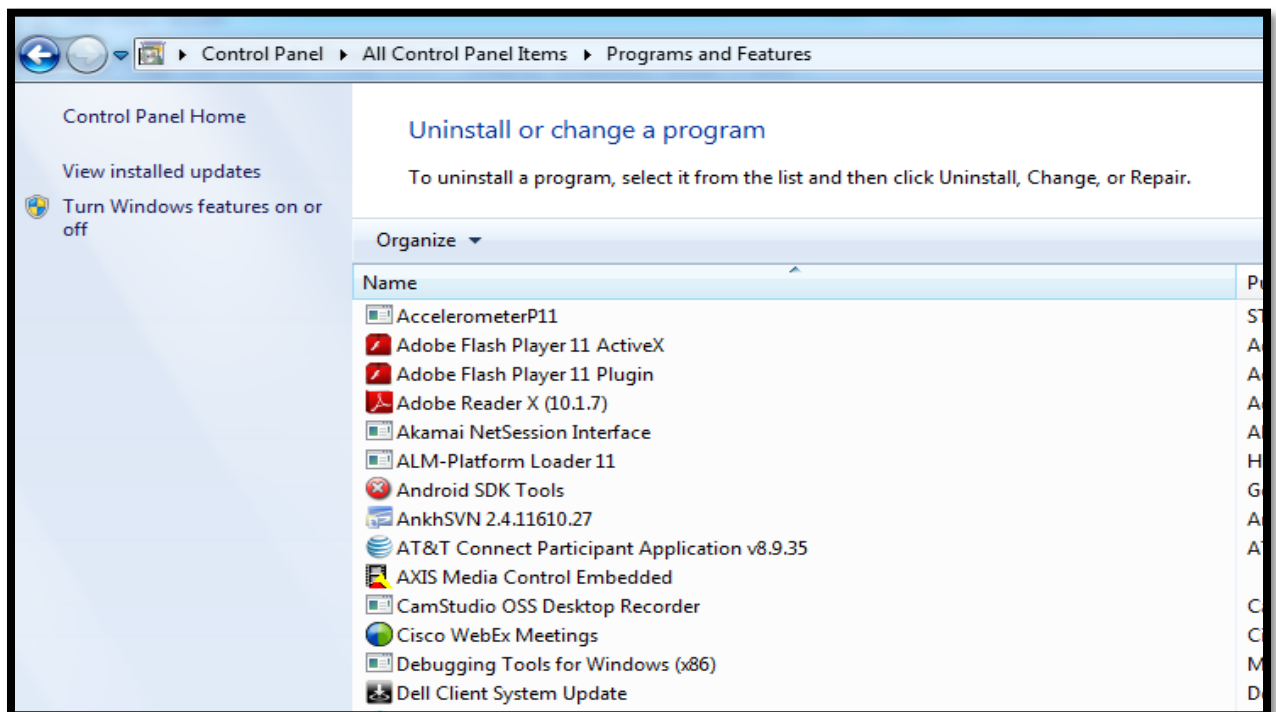 Control Panel ▸ All Control Panel Items ▸ Programs and Features
Control Panel Home
View installed updates
Turn Windows features on or
off
Uninstall or change a program
To uninstall a program, select it from the list and then click Uninstall, Change, or Repair.
Organize
Name
AccelerometerP11
Adobe Flash Player 11 ActiveX
Adobe Flash Player 11 Plugin
Adobe Reader X (10.1.7)
Akamai NetSession Interface
ALM-Platform Loader 11
Android SDK Tools
AnkhSVN 2.4.11610.27
AT&T Connect Participant Application v8.9.35
AXIS Media Control Embedded
CamStudio OSS Desktop Recorder
Cisco WebEx Meetings
Debugging Tools for Windows (x86)
Dell Client System Update